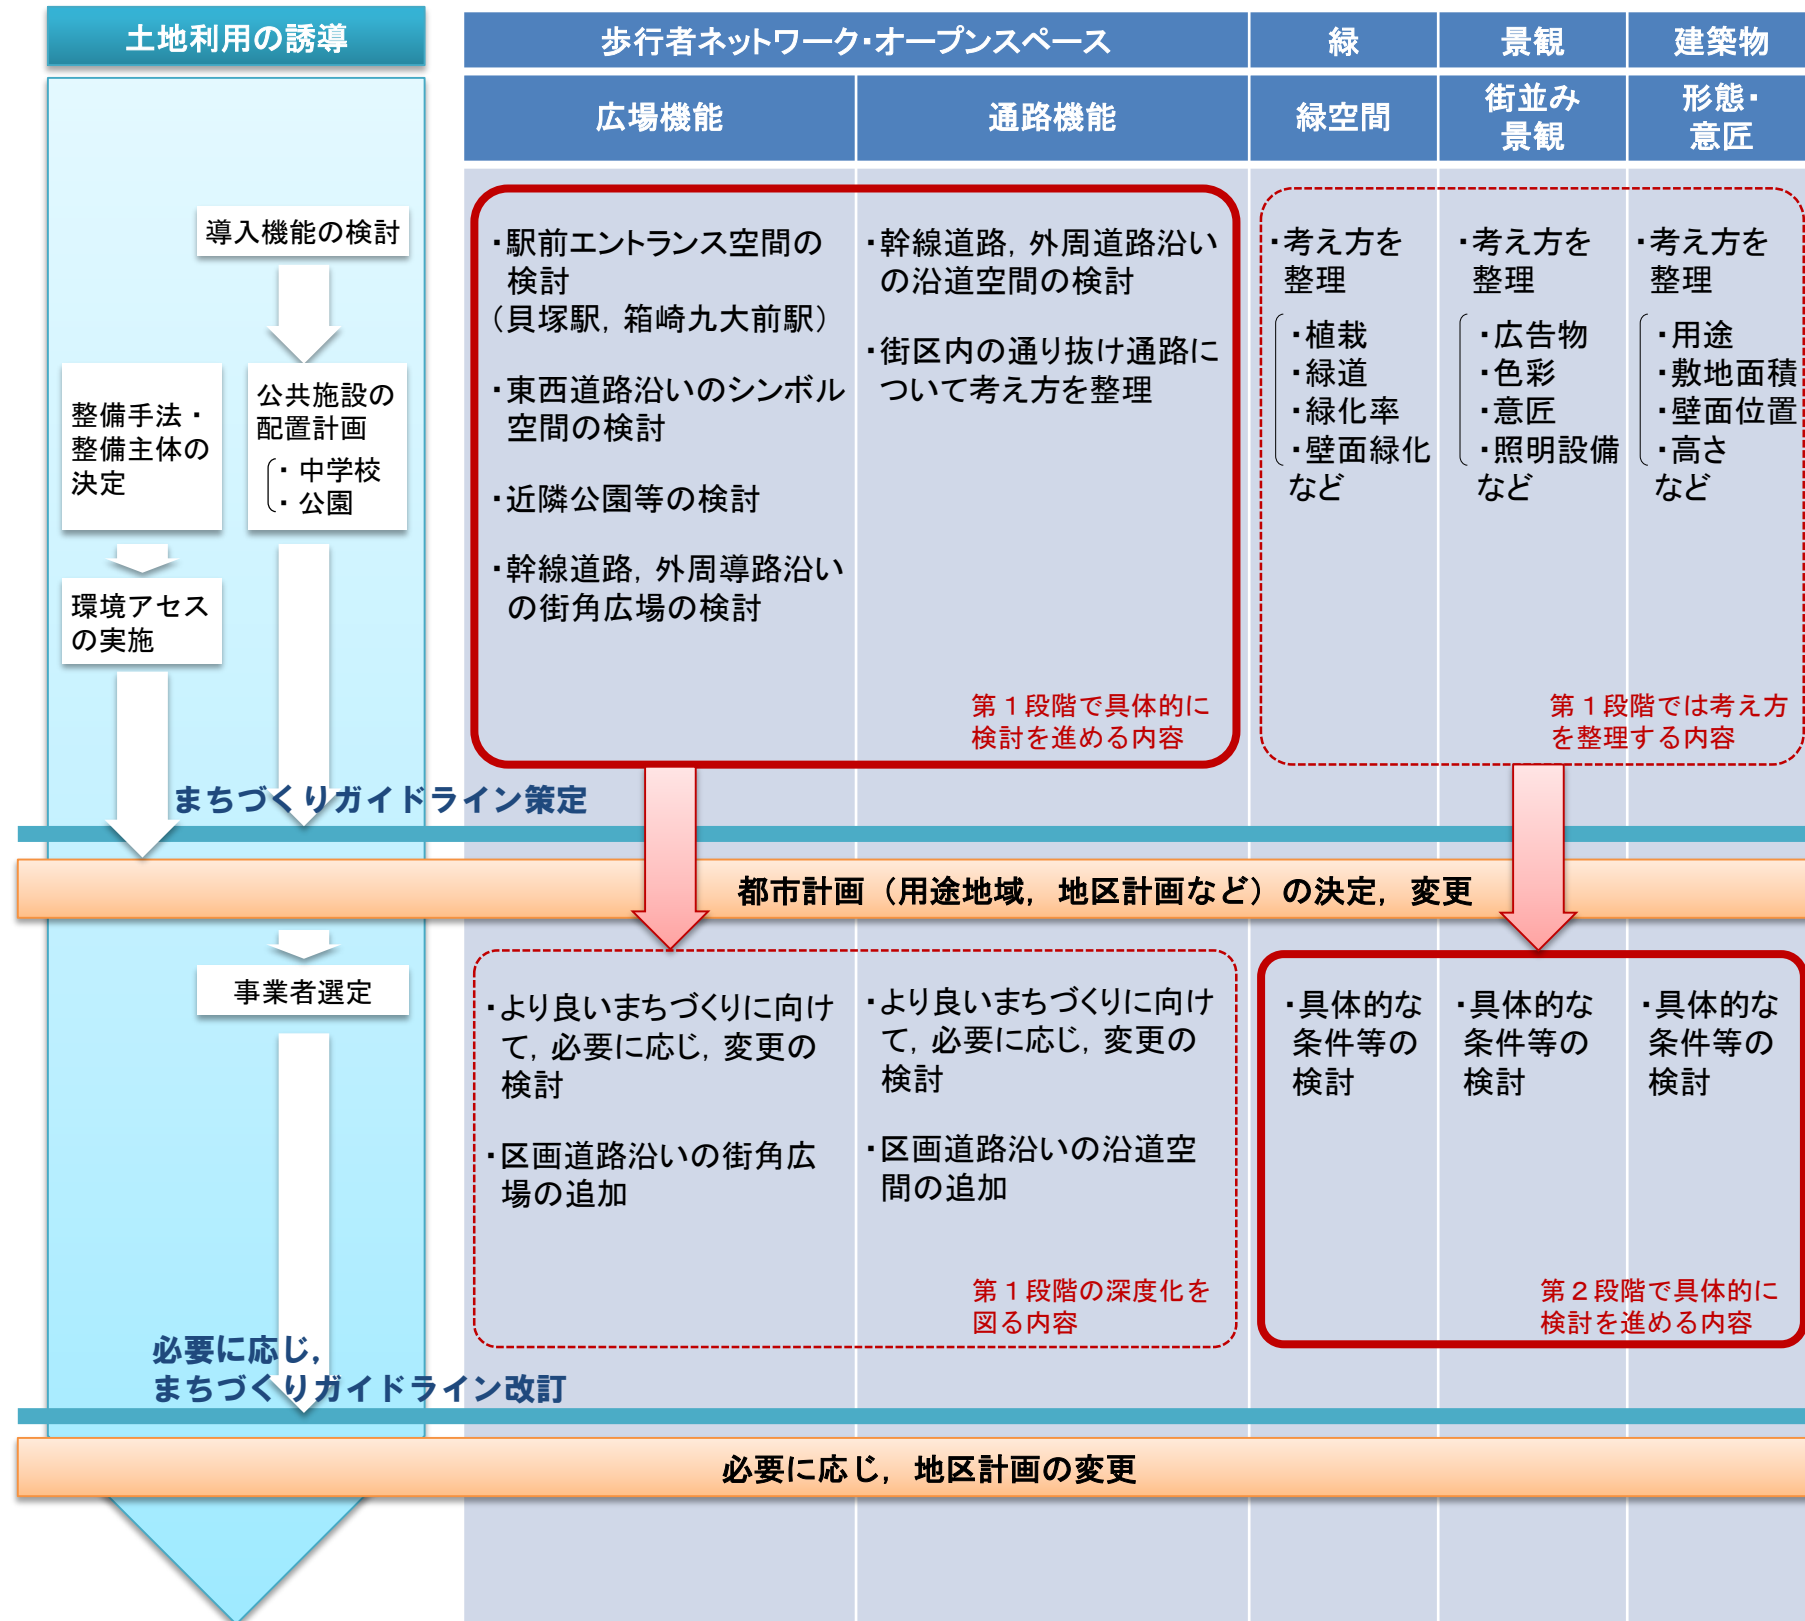 土地利用の誘導
導入機能の検討
整備手法・
整備主体の
決定
公共施設の
配置計画
・中学校
・公園
環境アセス
の実施
歩行者ネットワーク・オープンスペース
緑
景観
建築物
広場機能
通路機能
緑空間
街並み
景観
形態・
意匠
・駅前エントランス空間の
検討
（貝塚駅，箱崎九大前駅）
・東西道路沿いのシンボル
空間の検討
・近隣公園等の検討
・幹線道路，外周導路沿い
の街角広場の検討
・幹線道路，外周道路沿い
の沿道空間の検討
・街区内の通り抜け通路に
ついて考え方を整理
第１段階で具体的に
検討を進める内容
・考え方を
整理
・植栽
・緑道
・緑化率
・壁面緑化
など
・考え方を
整理
・広告物
・色彩
・意匠
・照明設備
など
・考え方を
整理
・用途
・敷地面積
・壁面位置
・高さ
など
第１段階では考え方
を整理する内容
まちづくりガイドライン策定
都市計画（用途地域，地区計画など）の決定，変更
事業者選定
・より良いまちづくりに向け
て，必要に応じ，変更の
検討
・区画道路沿いの街角広
場の追加
・より良いまちづくりに向け
て，必要に応じ，変更の
検討
・区画道路沿いの沿道空
間の追加
第１段階の深度化を
図る内容
・具体的な
条件等の
検討
・具体的な
条件等の
検討
・具体的な
条件等の
検討
第２段階で具体的に
検討を進める内容
必要に応じ，
まちづくりガイドライン改訂
必要に応じ，地区計画の変更